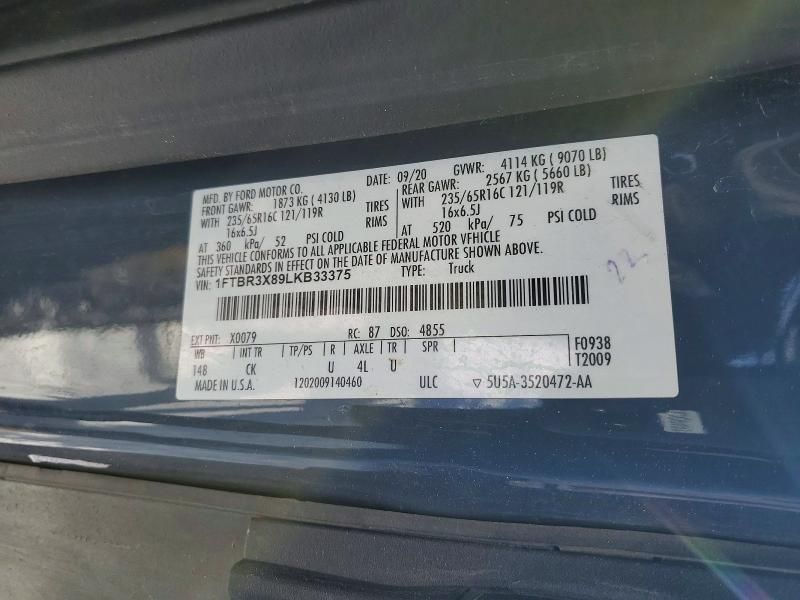 MFD. BY FORD MOTOR CO. DATE: 09/20 GVWR: 4114 KG ( 9070 LB)
FRONT GAWR: 1873 KG ( 4130 LB) REAR GAWR: 2567 KG ( 5660 LB)
WITH 235/65R16C 121/119R TIRES WITH 235/65R16C 121/119R TIRES
16x6.5J RIMS 16x6.5J RIMS
AT 360 kPa/ 52 PSI COLD AT 520 kPa/ 75 PSI COLD
THIS VEHICLE CONFORMS TO ALL APPLICABLE FEDERAL MOTOR VEHICLE
SAFETY STANDARDS IN EFFECT ON THE DATE OF MANUFACTURE SHOWN ABOVE.
VIN: 1FTBR3X89LKB33375 TYPE: Truck
22
EXT PNT: X0079 RC: 87 DSO: 4855 F0938
WB INT TR TP/PS R AXLE TR SPR T2009
148 CK U 4L U
MADE IN U.S.A. 1202009140460 ULC ▽ 5U5A-3520472-AA